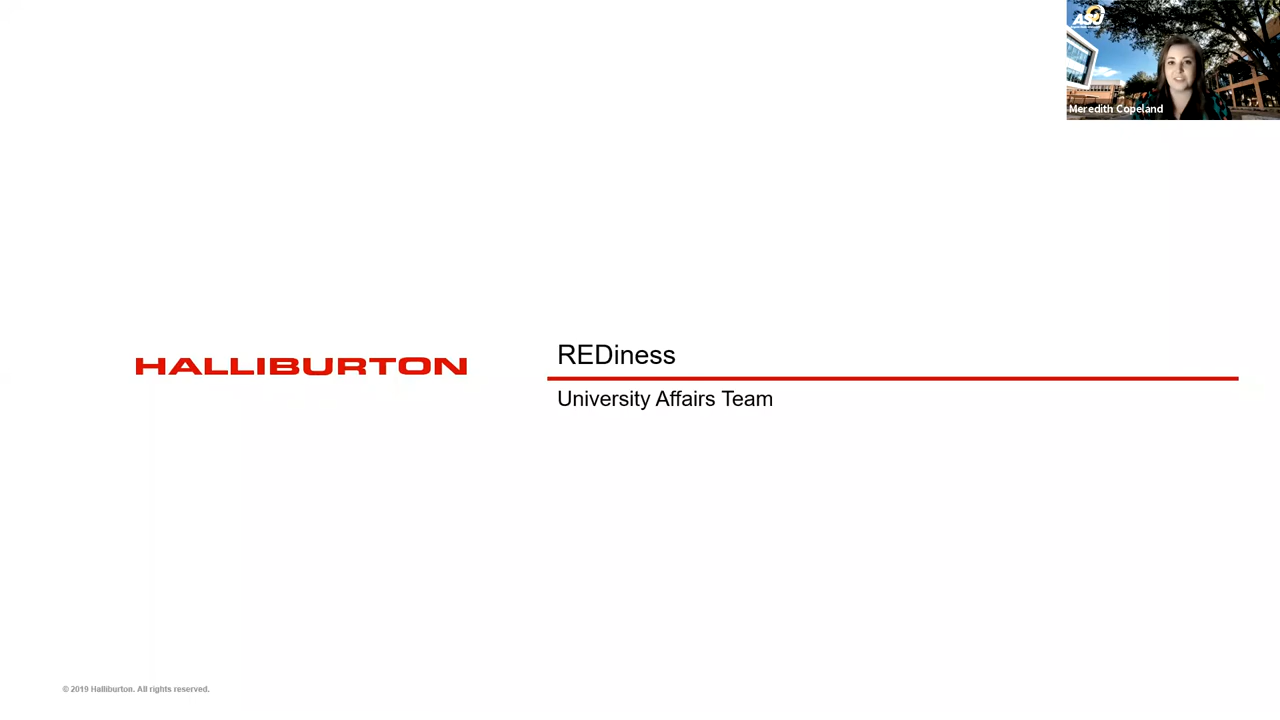 ASU
Meredith Copeland
HALLIBURTON
REDiness
University Affairs Team
© 2019 Halliburton. All rights reserved.